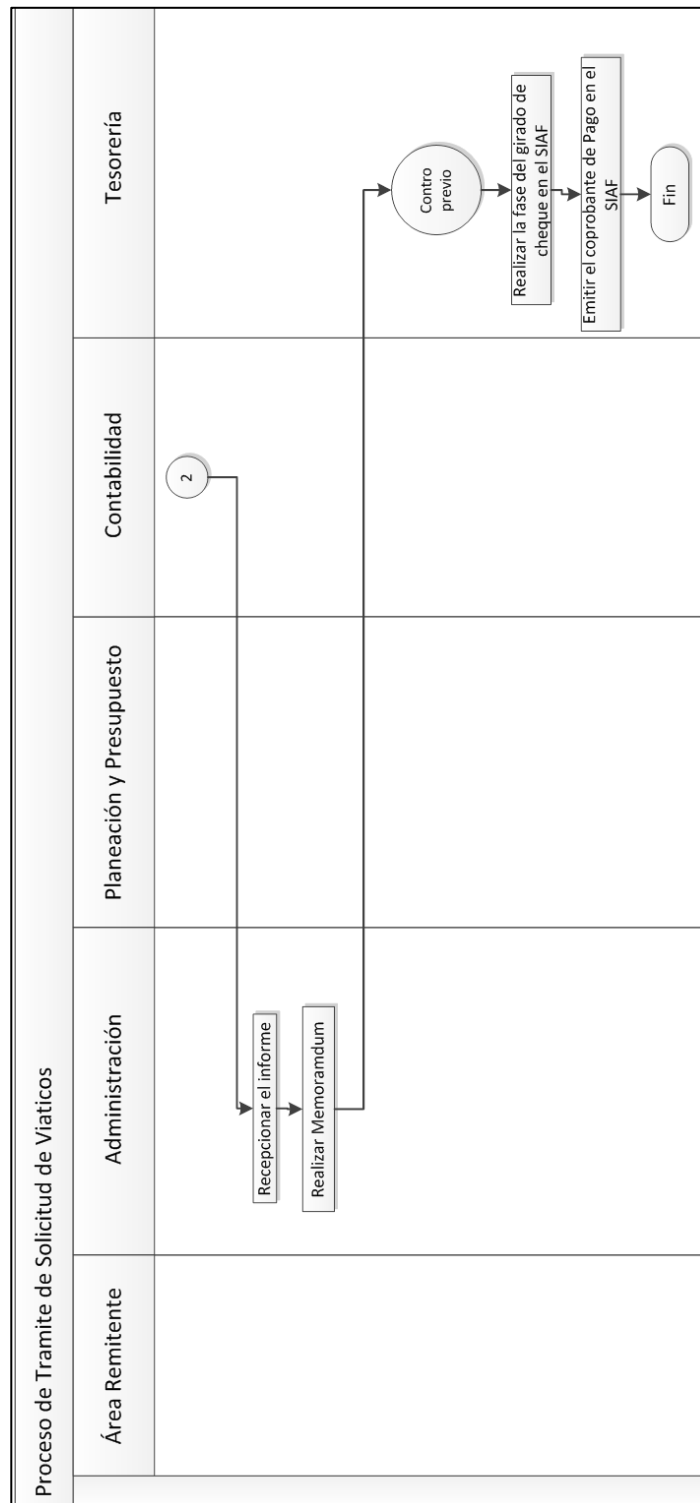 Proceso de Tramite de Solicitud de Viaticos
Área Remitente
Administración
Planeación y Presupuesto
Contabilidad
Tesorería
2
Recepcionar el informe
Realizar Memoramdum
Contro
previo
Realizar la fase del girado de
cheque en el SIAF
Emitir el coprobante de Pago en el
SIAF
Fin